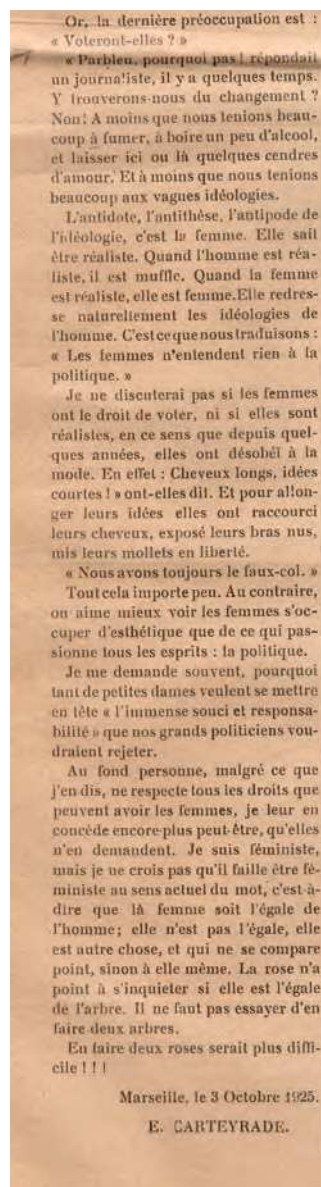 Or, la dernière préoccupation est :
« Voteront-elles ? »
« Parbleu, pourquoi pas ! répondait
un journaliste, il y a quelques temps.
Y trouverons-nous du changement ?
Non! A moins que nous tenions beau-
coup à fumer, à boire un peu d'alcool,
et laisser ici ou là quelques cendres
d'amour. Et à moins que nous tenions
beaucoup aux vagues idéologies.
L'antidote, l'antithèse, l'antipode de
l'idéologie, c'est la femme. Elle sait
être réaliste. Quand l'homme est réa-
liste, il est muffle. Quand la femme
est réaliste, elle est femme. Elle redres-
se naturellement les idéologies de
l'homme. C'est ce que nous traduisons :
« Les femmes n'entendent rien à la
politique. »
Je ne discuterai pas si les femmes
ont le droit de voter, ni si elles sont
réalistes, en ce sens que depuis quel-
ques années, elles ont désobéi à la
mode. En effet : Cheveux longs, idées
courtes ! » ont-elles dit. Et pour allon-
ger leurs idées elles ont raccourci
leurs cheveux, exposé leurs bras nus,
mis leurs mollets en liberté.
« Nous avons toujours le faux-col. »
Tout cela importe peu. Au contraire,
on aime mieux voir les femmes s'oc-
cuper d'esthétique que de ce qui pas-
sionne tous les esprits : la politique.
Je me demande souvent, pourquoi
tant de petites dames veulent se mettre
en tête « l'immense souci et responsa-
bilité » que nos grands politiciens vou-
draient rejeter.
Au fond personne, malgré ce que
j'en dis, ne respecte tous les droits que
peuvent avoir les femmes, je leur en
concède encore plus peut-être, qu'elles
n'en demandent. Je suis féministe,
mais je ne crois pas qu'il faille être fé-
ministe au sens actuel du mot, c'est-à-
dire que là femme soit l'égale de
l'homme; elle n'est pas l'égale, elle
est autre chose, et qui ne se compare
point, sinon à elle même. La rose n'a
point à s'inquieter si elle est l'égale
de l'arbre. Il ne faut pas essayer d'en
faire deux arbres.
En faire deux roses serait plus diffi-
cile ! ! !
Marseille, le 3 Octobre 1925.
E. CARTEYRADE.